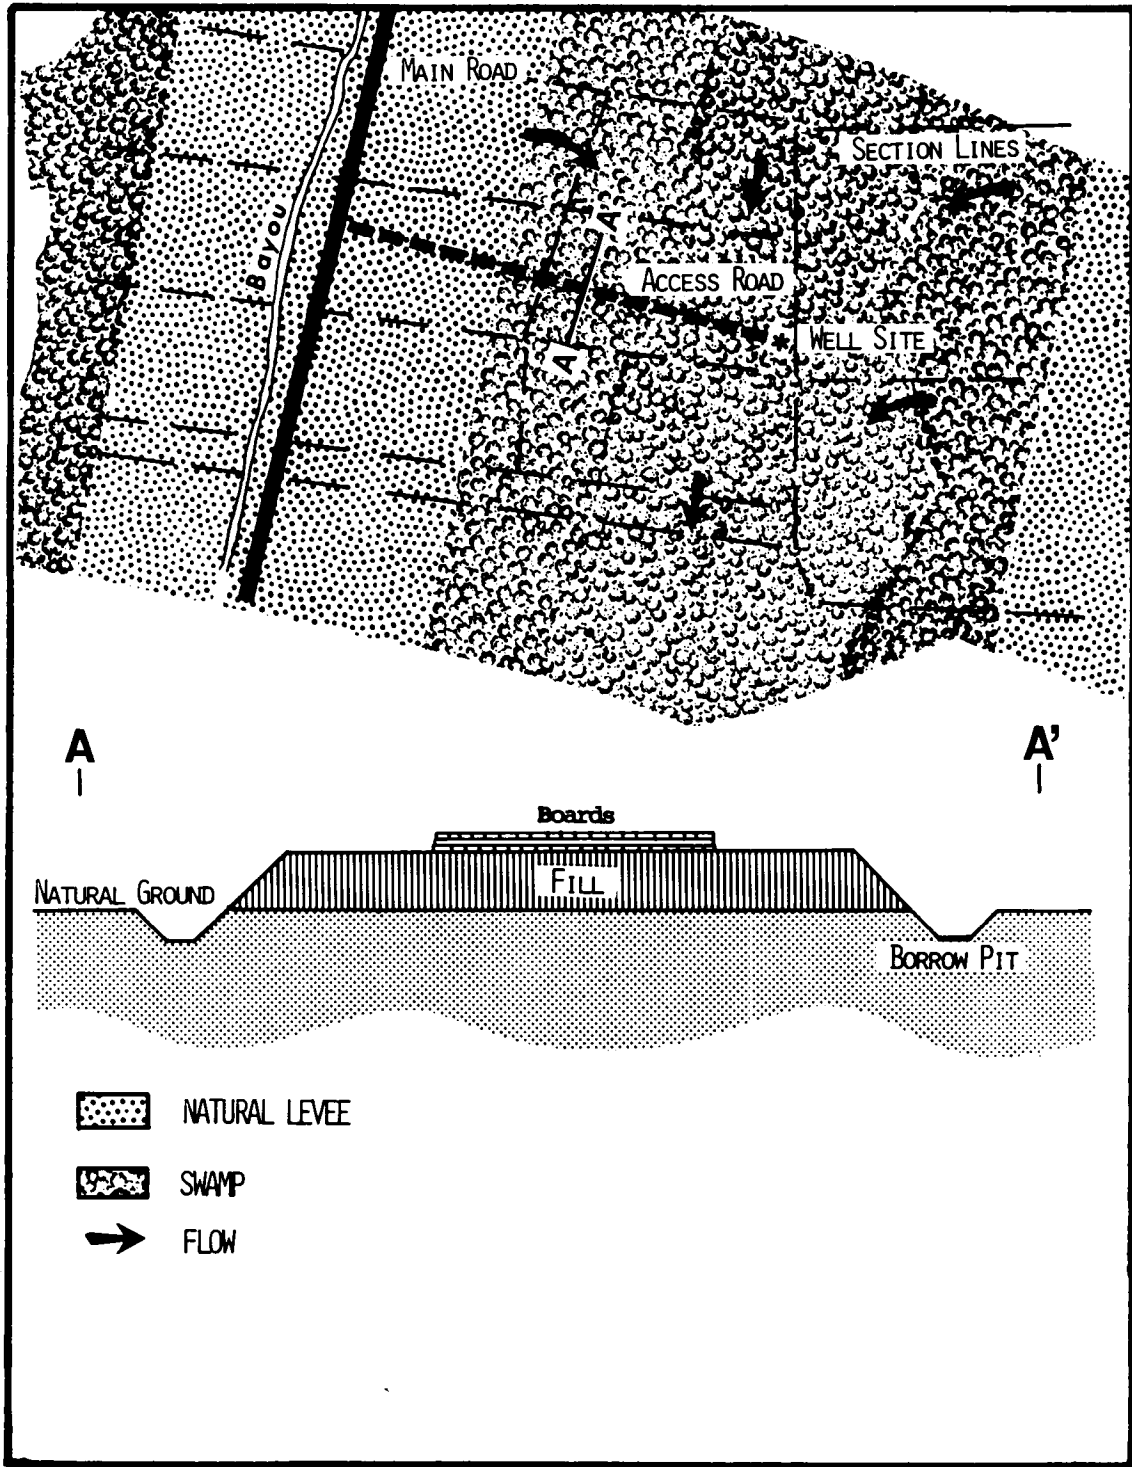 MAIN ROAD
SECTION LINES
Bayou
A
ACCESS ROAD
WELL SITE
A
A
A'
Boards
FILL
NATURAL GROUND
BORROW PIT
NATURAL LEVEE
SWAMP
FLOW